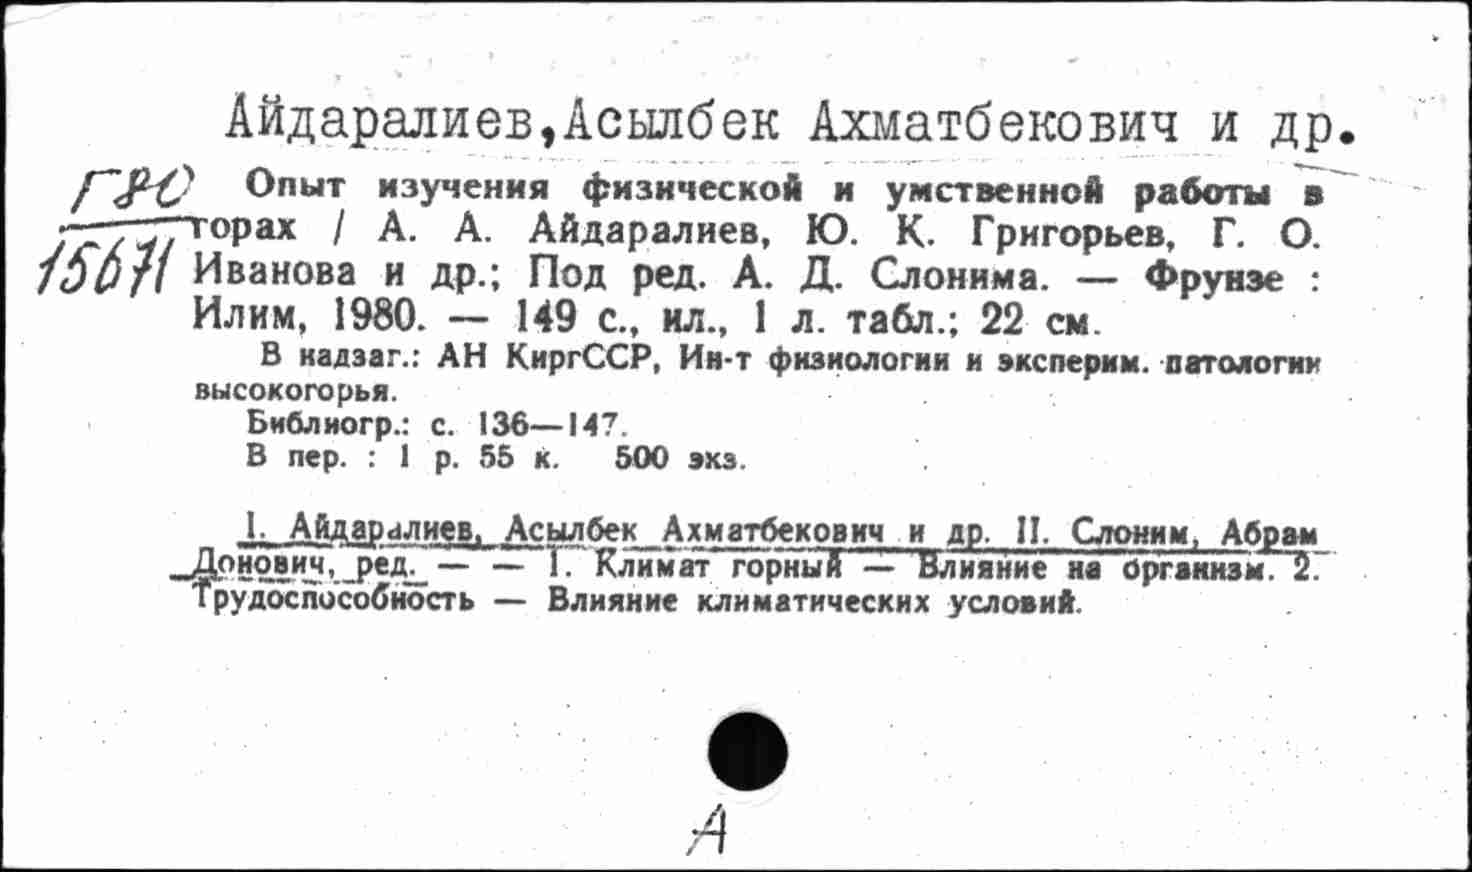 Айдаралиев,Асылбек Ахматбекович и др.
Опыт изучения физической и умственной работы в
горах / А. А. Айдаралиев, Ю. К. Григорьев, Г. О.
15671
Иванова и др.; Под ред. А. Д. Слонима. — Фрунзе :
Илим, 1980. — 149 с., ил., 1 л. табл.; 22 см.
В надзаг.: АН КиргССР, Ин-т физиологии и эксперим. патологии
высокогорья.
Библиогр.: с. 136—147.
В пер. : 1 р. 55 к. 500 экз.
I. Айдаралиев, Асылбек Ахматбекович и др. II. Слоним, Абрам
Донович, ред. — — 1. Климат горный — Влияние на организм. 2.
Трудоспособность — Влияние климатических условий.
А